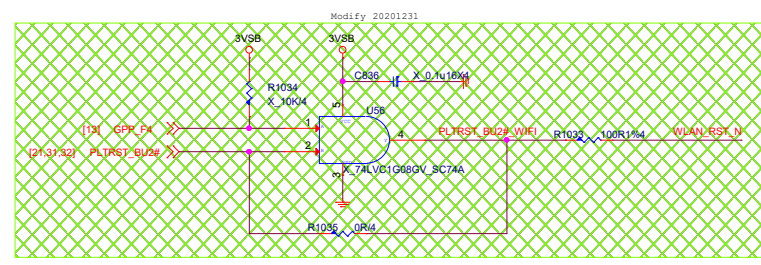 Modify 20201231
3VSB
3VSB
C836
X_0.1u16X4
R1034
X_10K/4
5
U56
[13]
GPP_F4
1
4
PLTRST_BU2#_WIFI
R1033
100R1%4
WLAN_RST_N
[21,31,32]
PLTRST_BU2#
2
3
X_74LVC1G08GV_SC74A
R1035
0R/4